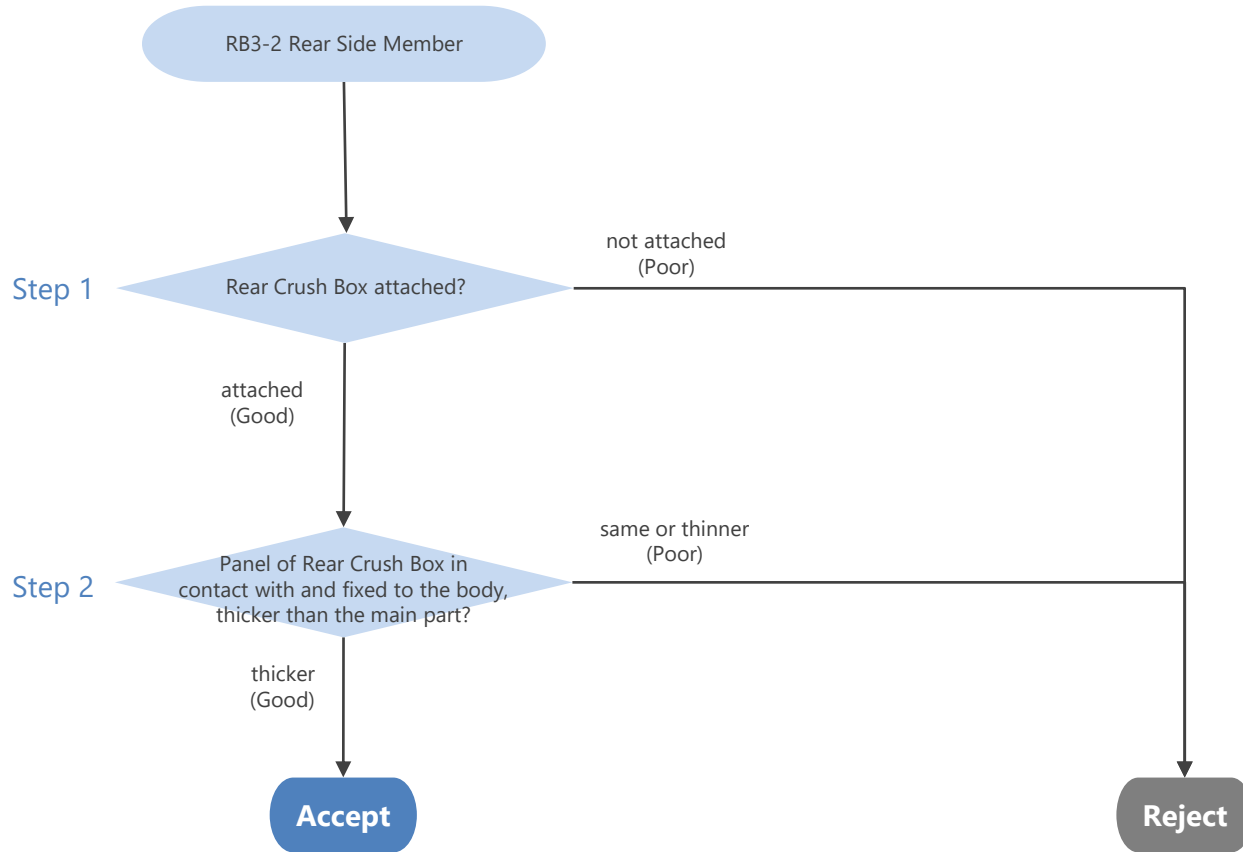 RB3-2 Rear Side Member
not attached
(Poor)
Step 1
Rear Crush Box attached?
attached
(Good)
same or thinner
(Poor)
Step 2
Panel of Rear Crush Box in
contact with and fixed to the body,
thicker than the main part?
thicker
(Good)
Accept
Reject